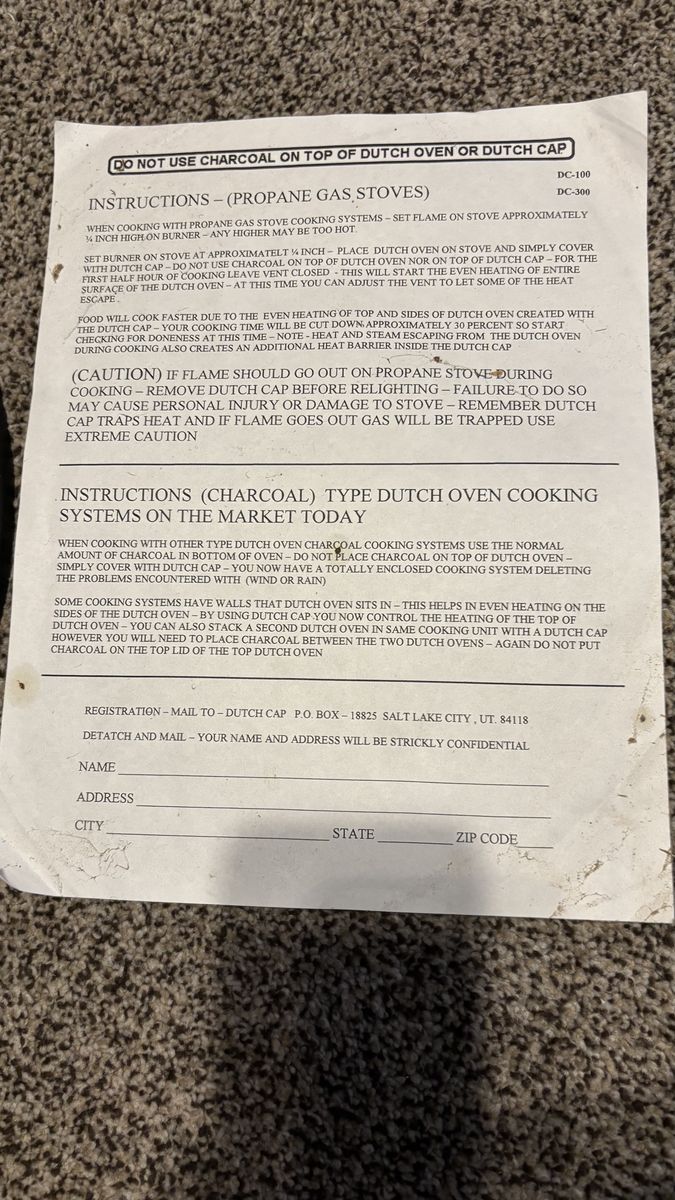 DO NOT USE CHARCOAL ON TOP OF DUTCH OVEN OR DUTCH CAP
DC-100
INSTRUCTIONS – (PROPANE GAS STOVES)
DC-300
WHEN COOKING WITH PROPANE GAS STOVE COOKING SYSTEMS – SET FLAME ON STOVE APPROXIMATELY
¼ INCH HIGH ON BURNER – ANY HIGHER MAY BE TOO HOT.
SET BURNER ON STOVE AT APPROXIMATELT ¼ INCH – PLACE DUTCH OVEN ON STOVE AND SIMPLY COVER
WITH DUTCH CAP – DO NOT USE CHARCOAL ON TOP OF DUTCH OVEN NOR ON TOP OF DUTCH CAP – FOR THE
FIRST HALF HOUR OF COOKING LEAVE VENT CLOSED - THIS WILL START THE EVEN HEATING OF ENTIRE
SURFACE OF THE DUTCH OVEN – AT THIS TIME YOU CAN ADJUST THE VENT TO LET SOME OF THE HEAT
ESCAPE .
FOOD WILL COOK FASTER DUE TO THE EVEN HEATING OF TOP AND SIDES OF DUTCH OVEN CREATED WITH
THE DUTCH CAP – YOUR COOKING TIME WILL BE CUT DOWN APPROXIMATELY 30 PERCENT SO START
CHECKING FOR DONENESS AT THIS TIME – NOTE - HEAT AND STEAM ESCAPING FROM THE DUTCH OVEN
DURING COOKING ALSO CREATES AN ADDITIONAL HEAT BARRIER INSIDE THE DUTCH CAP
(CAUTION) IF FLAME SHOULD GO OUT ON PROPANE STOVE DURING
COOKING – REMOVE DUTCH CAP BEFORE RELIGHTING – FAILURE TO DO SO
MAY CAUSE PERSONAL INJURY OR DAMAGE TO STOVE – REMEMBER DUTCH
CAP TRAPS HEAT AND IF FLAME GOES OUT GAS WILL BE TRAPPED USE
EXTREME CAUTION
INSTRUCTIONS (CHARCOAL) TYPE DUTCH OVEN COOKING
SYSTEMS ON THE MARKET TODAY
WHEN COOKING WITH OTHER TYPE DUTCH OVEN CHARCOAL COOKING SYSTEMS USE THE NORMAL
AMOUNT OF CHARCOAL IN BOTTOM OF OVEN – DO NOT PLACE CHARCOAL ON TOP OF DUTCH OVEN –
SIMPLY COVER WITH DUTCH CAP – YOU NOW HAVE A TOTALLY ENCLOSED COOKING SYSTEM DELETING
THE PROBLEMS ENCOUNTERED WITH (WIND OR RAIN)
SOME COOKING SYSTEMS HAVE WALLS THAT DUTCH OVEN SITS IN – THIS HELPS IN EVEN HEATING ON THE
SIDES OF THE DUTCH OVEN – BY USING DUTCH CAP YOU NOW CONTROL THE HEATING OF THE TOP OF
DUTCH OVEN – YOU CAN ALSO STACK A SECOND DUTCH OVEN IN SAME COOKING UNIT WITH A DUTCH CAP
HOWEVER YOU WILL NEED TO PLACE CHARCOAL BETWEEN THE TWO DUTCH OVENS – AGAIN DO NOT PUT
CHARCOAL ON THE TOP LID OF THE TOP DUTCH OVEN
REGISTRATION – MAIL TO – DUTCH CAP P.O. BOX – 18825 SALT LAKE CITY , UT. 84118
DETATCH AND MAIL – YOUR NAME AND ADDRESS WILL BE STRICKLY CONFIDENTIAL
NAME
ADDRESS
CITY STATE ZIP CODE